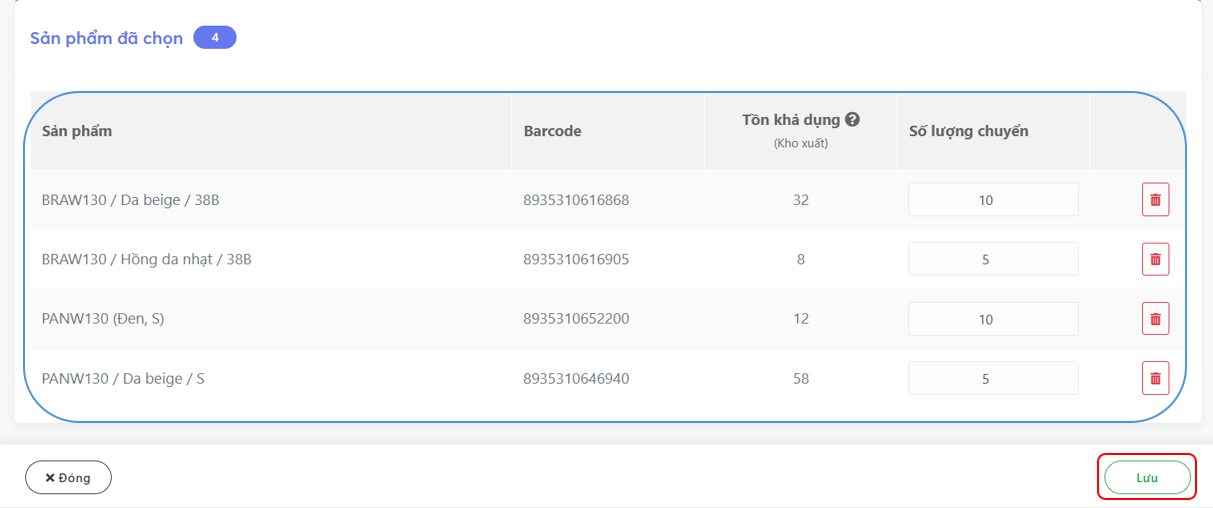 Sản phẩm đã chọn 4
Sản phẩm Barcode Tồn khả dụng Số lượng chuyển
(Kho xuất)
BRAW130 / Da beige / 38B 8935310616868 32 10
BRAW130 / Hồng da nhạt / 38B 8935310616905 8 5
PANW130 (Đen, S) 8935310652200 12 10
PANW130 / Da beige / S 8935310646940 58 5
Đóng Lưu